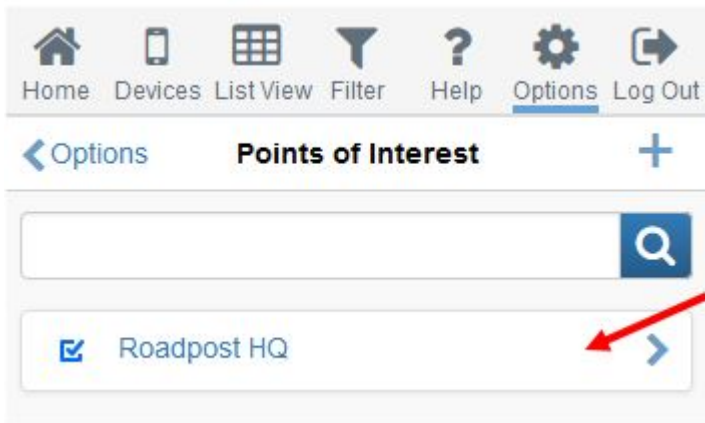 Home Devices List View Filter Help Options Log Out
Options Points of Interest
Roadpost HQ